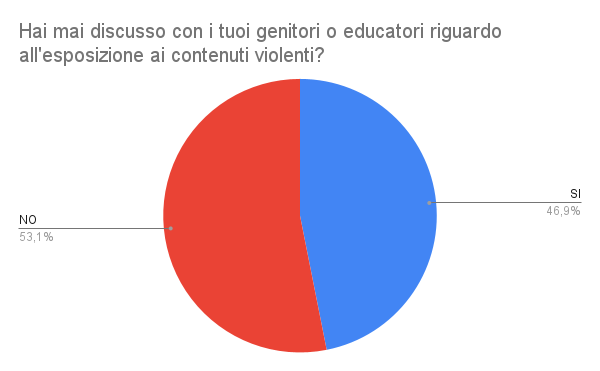 Hai mai discusso con i tuoi genitori o educatori riguardo
all'esposizione ai contenuti violenti?
SI
46,9%
NO
53,1%